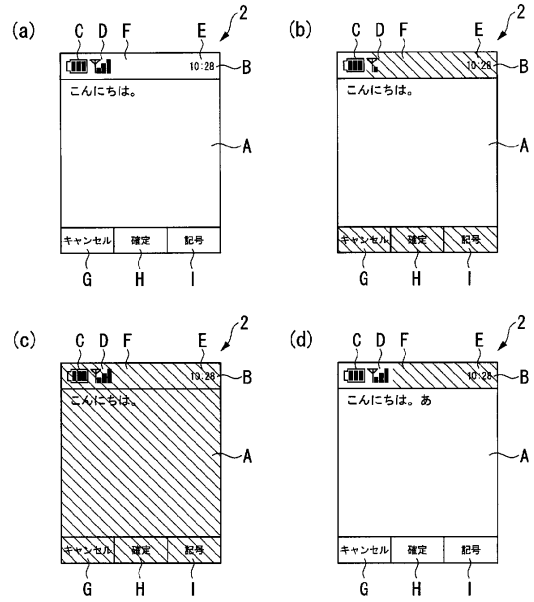 (a)
C D F E 2
10:28 B
こんにちは。
A
キャンセル 確定 記号
G H I
(b)
C D F E 2
10:28 B
こんにちは。
A
キャンセル 確定 記号
G H I
(c)
C D F E 2
10:28 B
こんにちは。
A
キャンセル 確定 記号
G H I
(d)
C D F E 2
10:28 B
こんにちは。あ
A
キャンセル 確定 記号
G H I